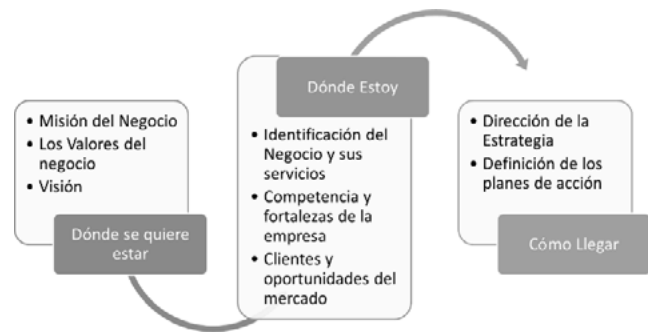 • Misión del Negocio
• Los Valores del
negocio
• Visión
Dónde se quiere
estar
Dónde Estoy
• Identificación del
Negocio y sus
servicios
• Competencia y
fortalezas de la
empresa
• Clientes y
oportunidades del
mercado
• Dirección de la
Estrategia
• Definición de los
planes de acción
Cómo Llegar